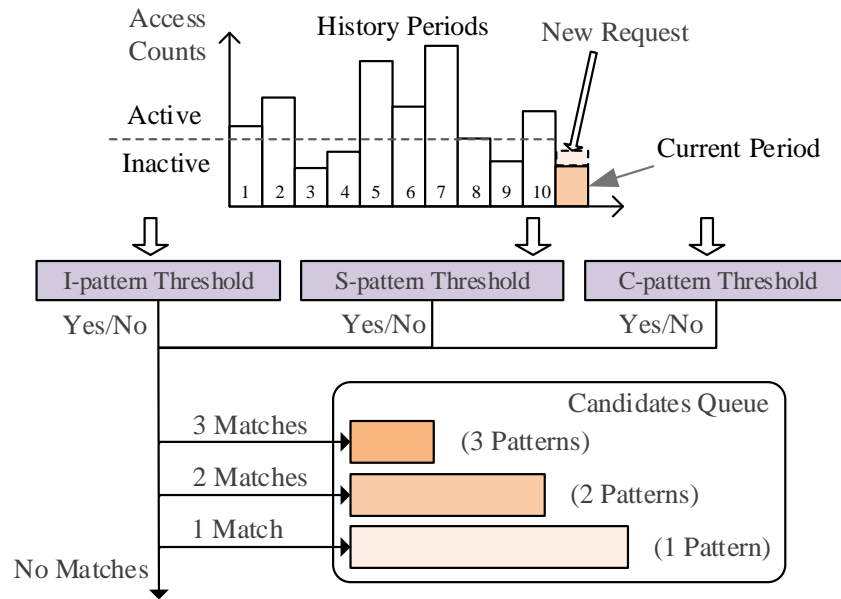 Access
Counts
History Periods
New Request
Active
Inactive
Current Period
1 2 3 4 5 6 7 8 9 10
I-pattern Threshold
S-pattern Threshold
C-pattern Threshold
Yes/No
Yes/No
Yes/No
Candidates Queue
3 Matches
(3 Patterns)
2 Matches
(2 Patterns)
1 Match
(1 Pattern)
No Matches